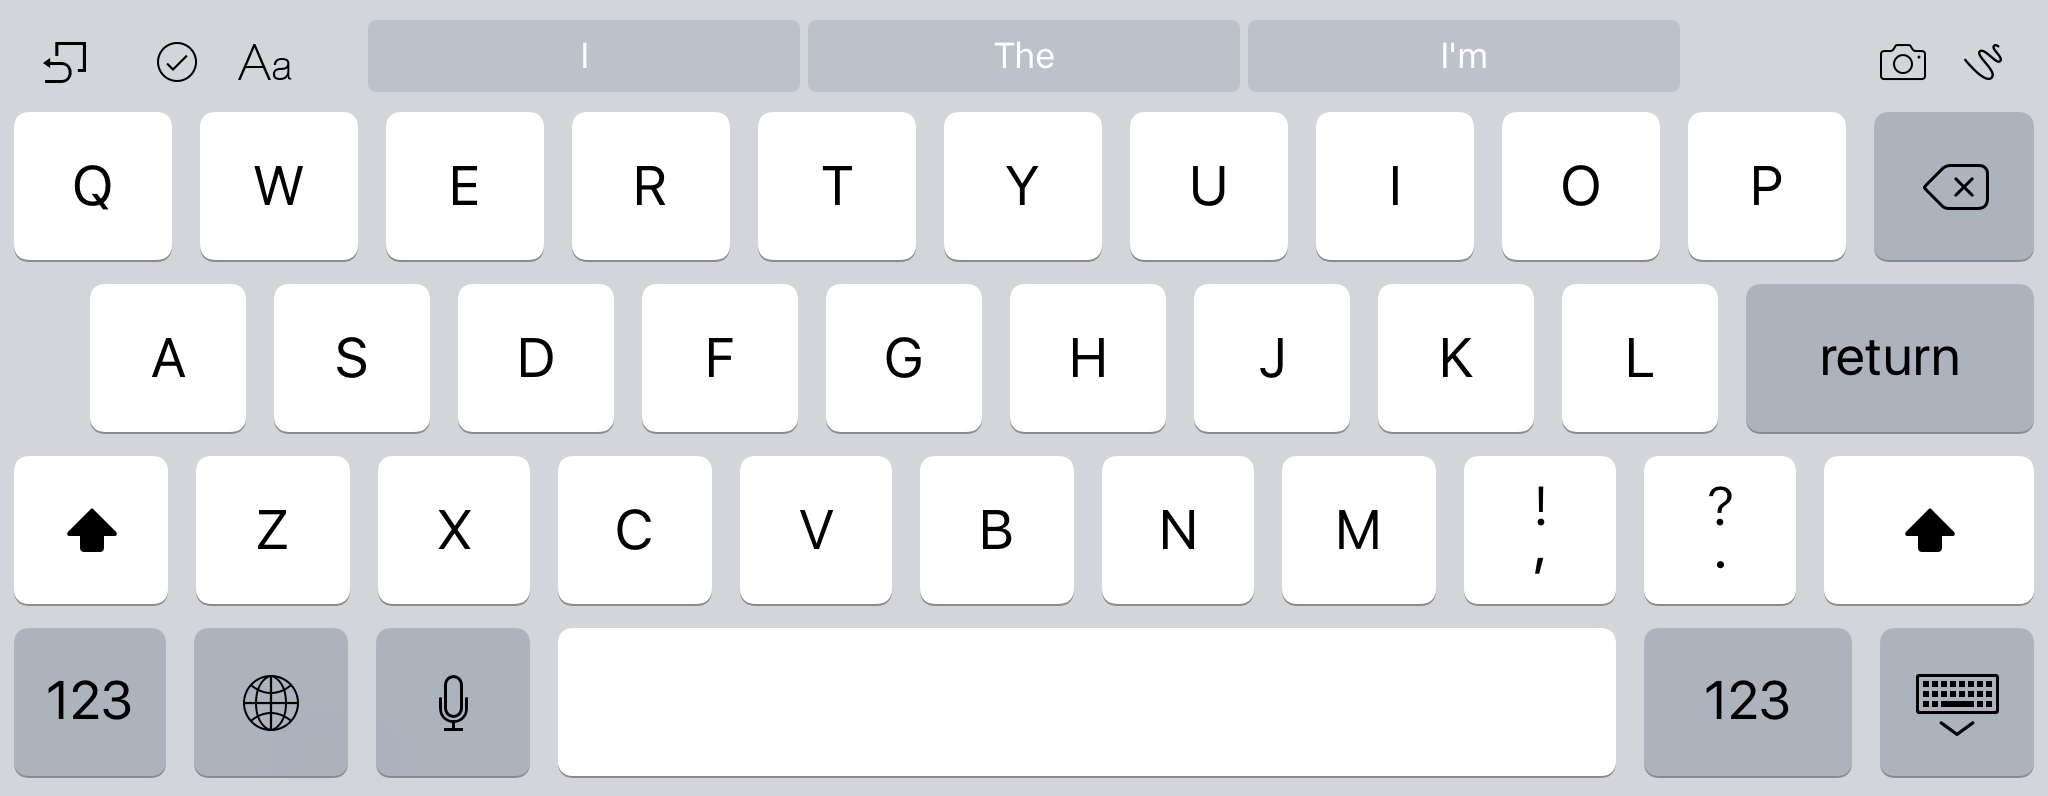 Aa I The I'm
Q W E R T Y U I O P
A S D F G H J K L return
Z X C V B N M ! ?
, .
123 123